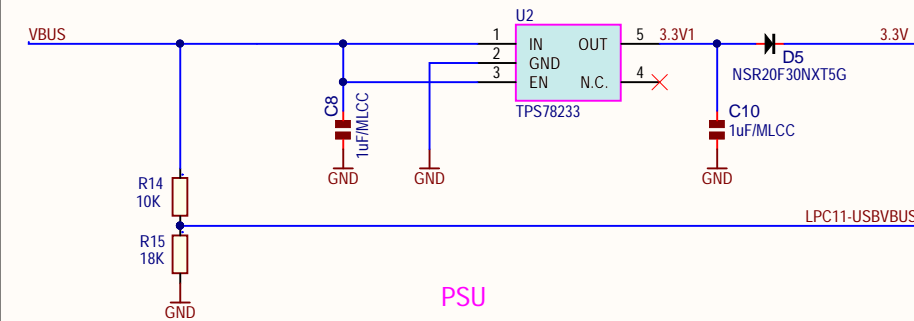 U2
VBUS
1
IN
OUT
5
3.3V1
3.3V
2
GND
3
EN
N.C.
4
D5
NSR20F30NXT5G
TPS78233
C8
1uF/MLCC
C10
1uF/MLCC
GND
GND
GND
R14
10K
LPC11-USBVBUS
R15
18K
GND
PSU